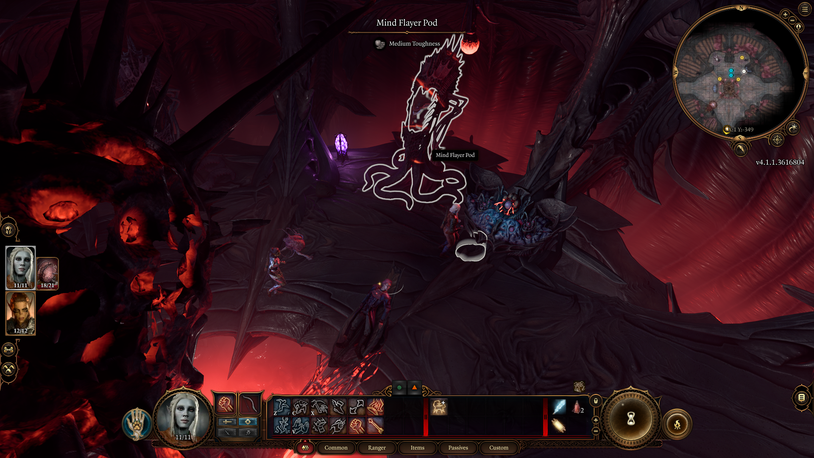 Mind Flayer Pod
Medium Toughness
Mind Flayer Pod
Y: -349
v4.1.1.3616804
11/11
18/21
12/12
11/11
Common
Ranger
Items
Passives
Custom